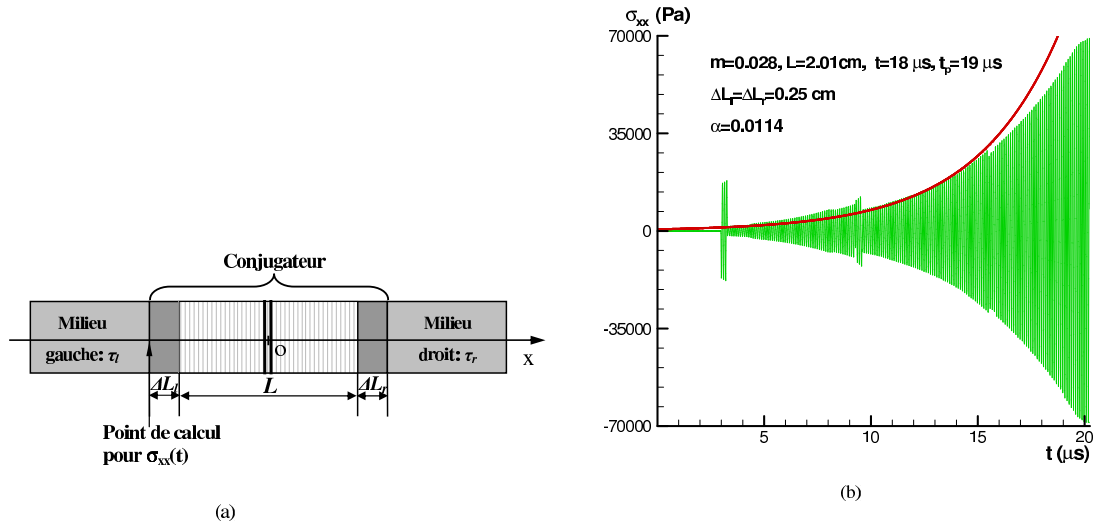 Conjugateur
Milieu
gauche: τl
Milieu
droit: τr
O
X
ΔLl
L
ΔLr
Point de calcul
pour σxx(t)
(a)
σxx (Pa)
70000
35000
0
-35000
-70000
m=0.028, L=2.01cm, t=18 μs, tp=19 μs
ΔLl=ΔLr=0.25 cm
α=0.0114
5
10
15
20
t (μs)
(b)